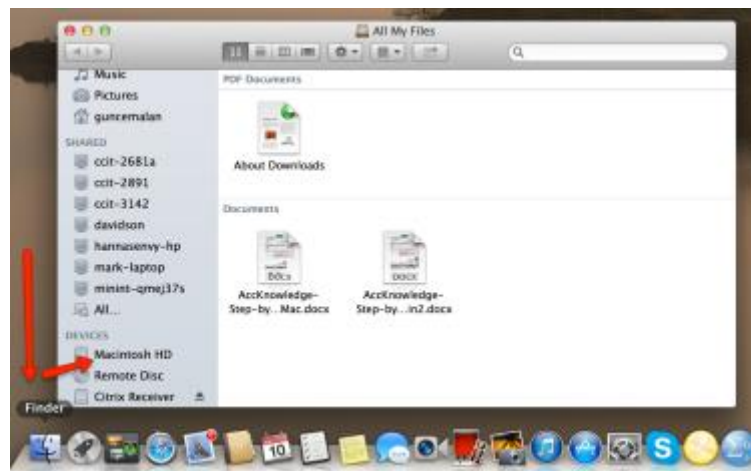 All My Files
Music
PDF Documents
Pictures
guncemalan
SHARED
ccit-2681a
About Downloads
ccit-2891
ccit-3142
Documents
davidson
hannasenvy-hp
mark-laptop
DOCX
minint-qmej37s
AccKnowledge-
Step-by...Mac.docx
AccKnowledge-
Step-by...in2.docx
All...
DEVICES
Macintosh HD
Remote Disc
Citrix Receiver
Finder
10
S